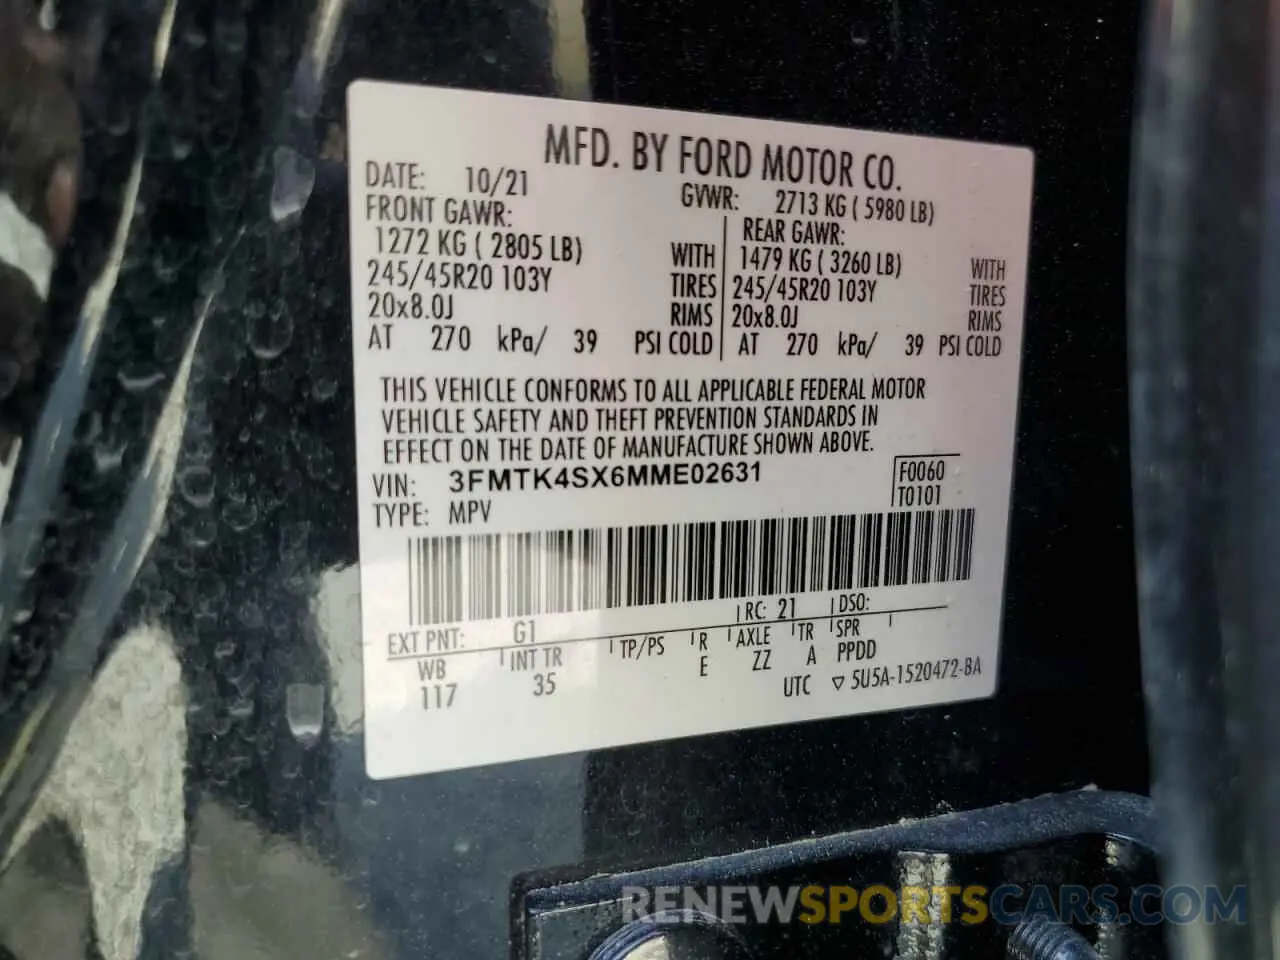 MFD. BY FORD MOTOR CO.
DATE: 10/21 GVWR: 2713 KG ( 5980 LB)
FRONT GAWR: REAR GAWR:
1272 KG ( 2805 LB) WITH 1479 KG ( 3260 LB) WITH
245/45R20 103Y TIRES 245/45R20 103Y TIRES
20x8.0J RIMS 20x8.0J RIMS
AT 270 kPa/ 39 PSI COLD AT 270 kPa/ 39 PSI COLD
THIS VEHICLE CONFORMS TO ALL APPLICABLE FEDERAL MOTOR
VEHICLE SAFETY AND THEFT PREVENTION STANDARDS IN
EFFECT ON THE DATE OF MANUFACTURE SHOWN ABOVE.
VIN: 3FMTK4SX6MME02631 F0060
TYPE: MPV T0101
EXT PNT: G1 RC: 21 DSO:
WB INT TR TP/PS R AXLE TR SPR
117 35 E ZZ A PPDD
UTC ▽ 5U5A-1520472-BA
RENEWSPORTSCARS.COM